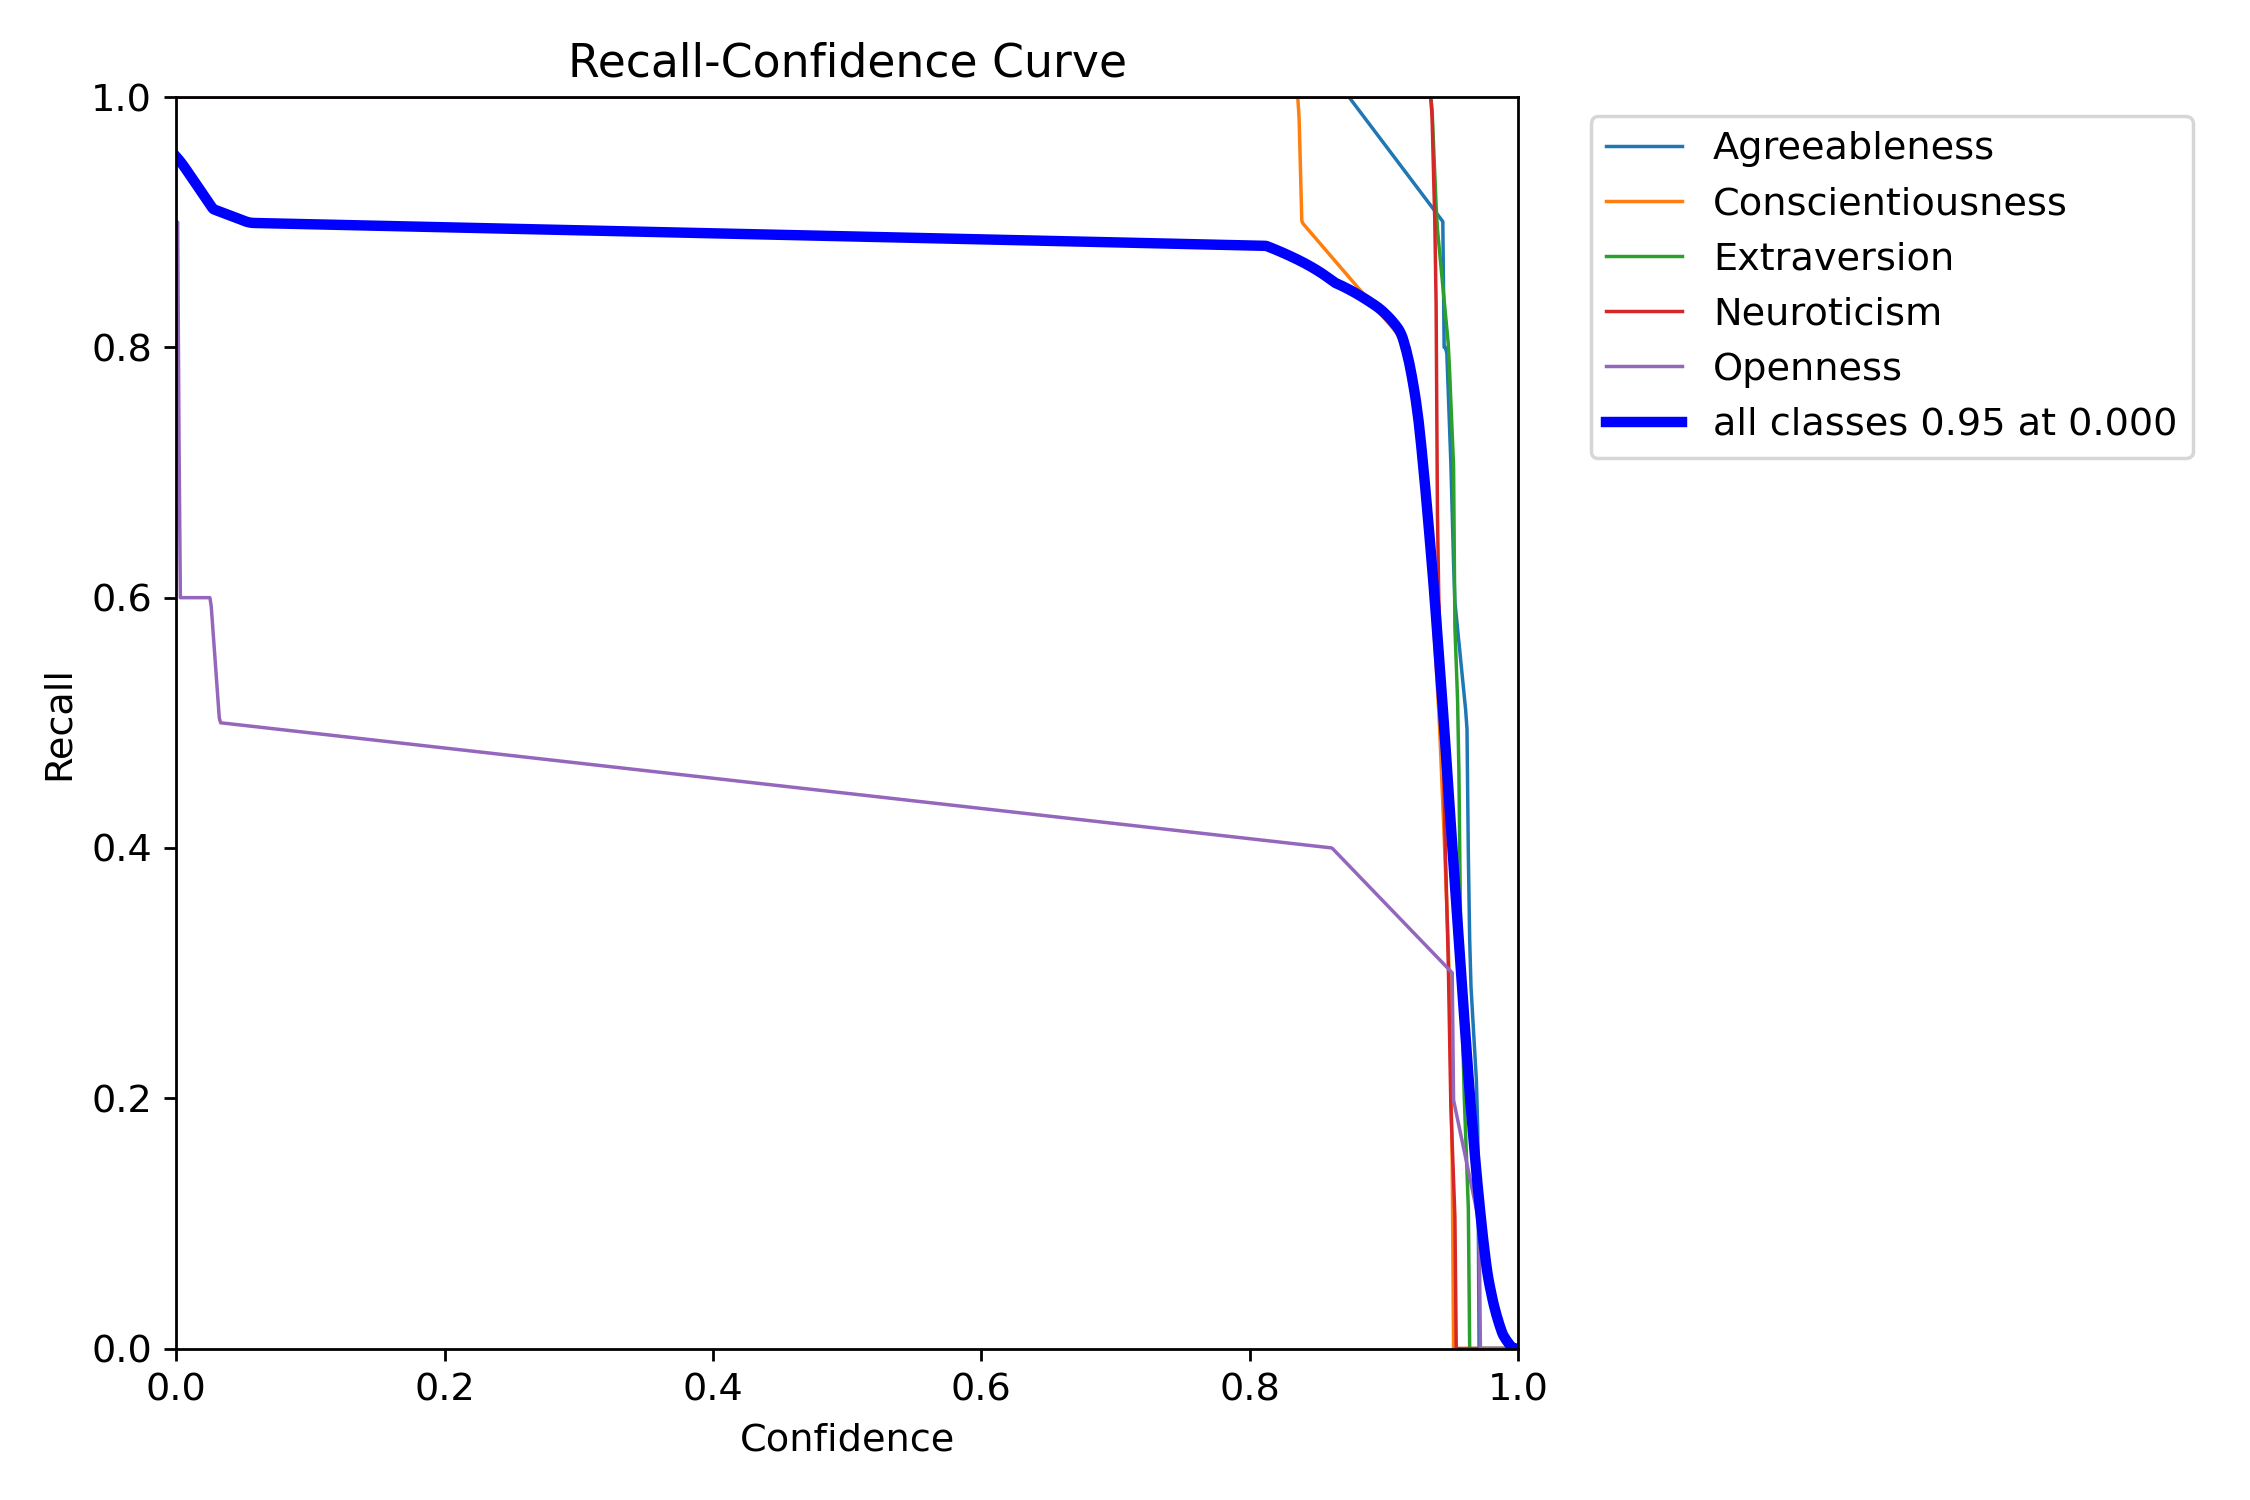 Recall-Confidence Curve
1.0
0.8
0.6
0.4
0.2
0.0
Recall
0.0 0.2 0.4 0.6 0.8 1.0
Confidence
Agreeableness
Conscientiousness
Extraversion
Neuroticism
Openness
all classes 0.95 at 0.000